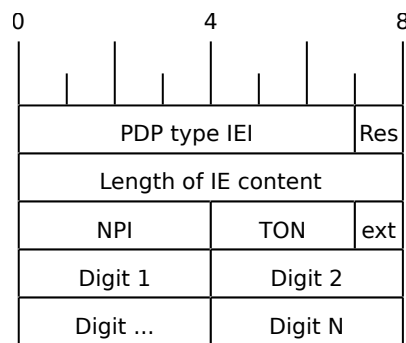 0 4 8
PDP type IEI Res
Length of IE content
NPI TON ext
Digit 1 Digit 2
Digit ... Digit N